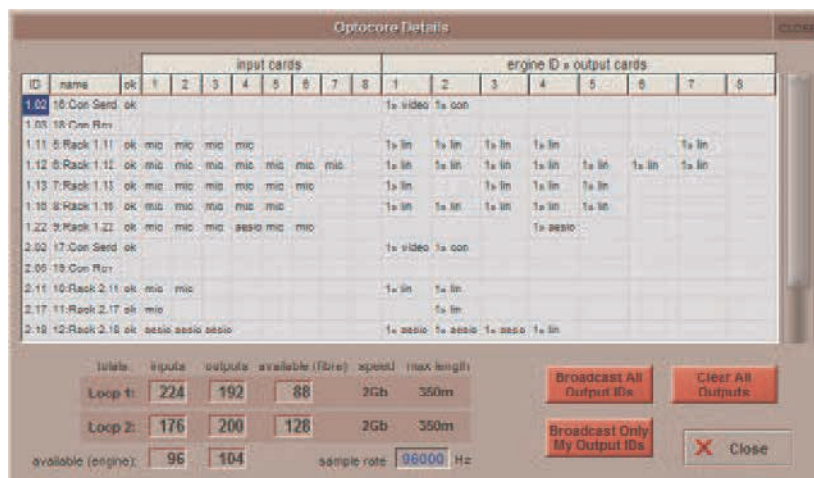 Optocore Details
CLOSE
input cards engine ID » output cards
ID name ok 1 2 3 4 5 6 7 8 1 2 3 4 5 6 7 8
1.02 16:Con Send ok 1» video 1» con
1.03 18:Con Rcv
1.11 5:Rack 1.11 ok mic mic mic mic 1» lin 1» lin 1» lin 1» lin 1» lin
1.12 6:Rack 1.12 ok mic mic mic mic mic mic mic 1» lin 1» lin 1» lin 1» lin 1» lin 1» lin 1» lin
1.13 7:Rack 1.13 ok mic mic mic mic mic mic 1» lin 1» lin 1» lin 1» lin
8:Rack ok mic mic mic mic mic 1» lin 1» lin 1» lin 1» lin 1» lin
1.22 9:Rack 1.22 ok mic mic mic aesio mic mic 1» aesio
2.02 17:Con Send ok 1» video 1» con
19:Con Rcv
2.11 10:Rack 2.11 ok mic mic 1» lin 1» lin
2.17 11:Rack 2.17 ok mic 1» lin
12:Rack ok aesio aesio aesio 1» aesio 1» aesio 1» aesio 1» lin
totals: inputs outputs available (fibre) speed max length
Loop 1: 224 192 88 2Gb 350m
Loop 2: 176 200 128 2Gb 350m
available (engine): 96 104 sample rate 96000 Hz
Broadcast All
Output IDs
Clear All
Outputs
Broadcast Only
My Output IDs
X Close